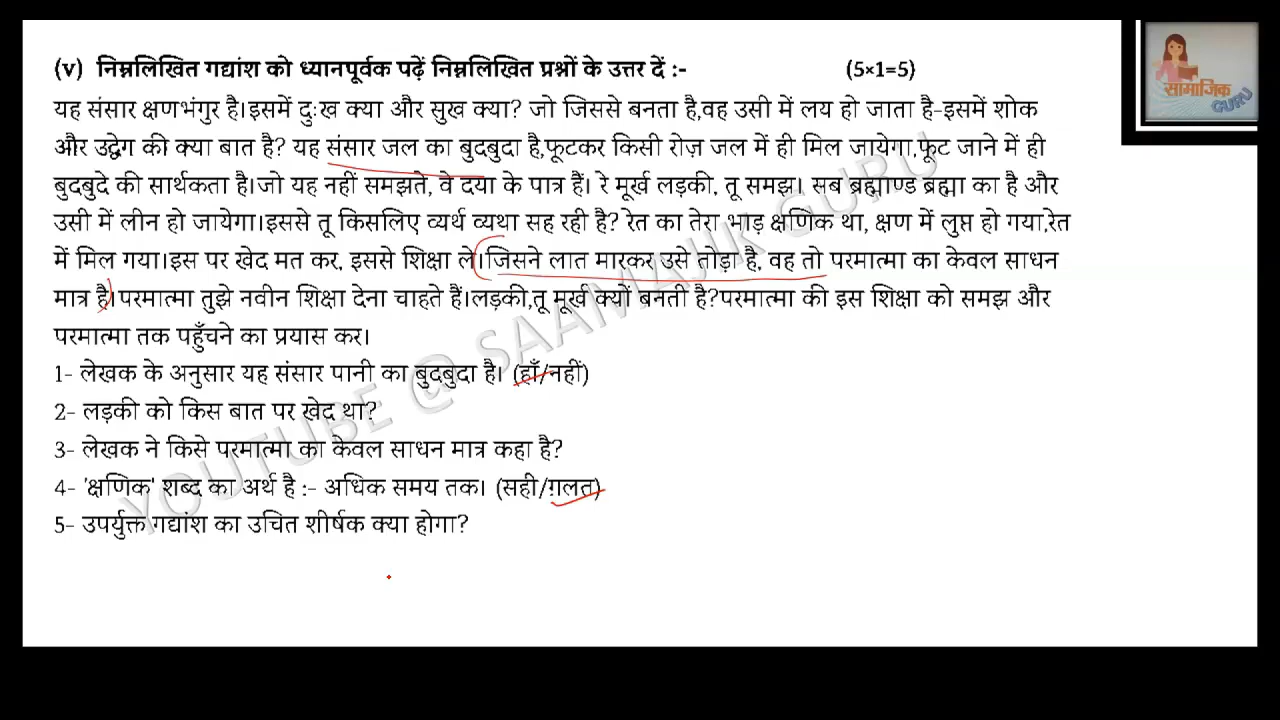 (v) निम्नलिखित गद्यांश को ध्यानपूर्वक पढ़ें निम्नलिखित प्रश्नों के उत्तर दें :- (5×1=5)
यह संसार क्षणभंगुर है।इसमें दुःख क्या और सुख क्या? जो जिससे बनता है,वह उसी में लय हो जाता है-इसमें शोक
और उद्वेग की क्या बात है? यह संसार जल का बुदबुदा है,फूटकर किसी रोज़ जल में ही मिल जायेगा,फूट जाने में ही
बुदबुदे की सार्थकता है।जो यह नहीं समझते, वे दया के पात्र हैं। रे मूर्ख लड़की, तू समझ। सब ब्रह्माण्ड ब्रह्मा का है और
उसी में लीन हो जायेगा।इससे तू किसलिए व्यर्थ व्यथा सह रही है? रेत का तेरा भाड़ क्षणिक था, क्षण में लुप्त हो गया,रेत
में मिल गया।इस पर खेद मत कर, इससे शिक्षा ले।जिसने लात मारकर उसे तोड़ा है, वह तो परमात्मा का केवल साधन
मात्र है।परमात्मा तुझे नवीन शिक्षा देना चाहते हैं।लड़की,तू मूर्ख क्यों बनती है?परमात्मा की इस शिक्षा को समझ और
परमात्मा तक पहुँचने का प्रयास कर।
1- लेखक के अनुसार यह संसार पानी का बुदबुदा है। (हाँ/नहीं)
2- लड़की को किस बात पर खेद था?
3- लेखक ने किसे परमात्मा का केवल साधन मात्र कहा है?
4- 'क्षणिक' शब्द का अर्थ है :- अधिक समय तक। (सही/ग़लत)
5- उपर्युक्त गद्यांश का उचित शीर्षक क्या होगा?
सामाजिक
GURU
YOUTUBE @ SAAMAJIK GURU